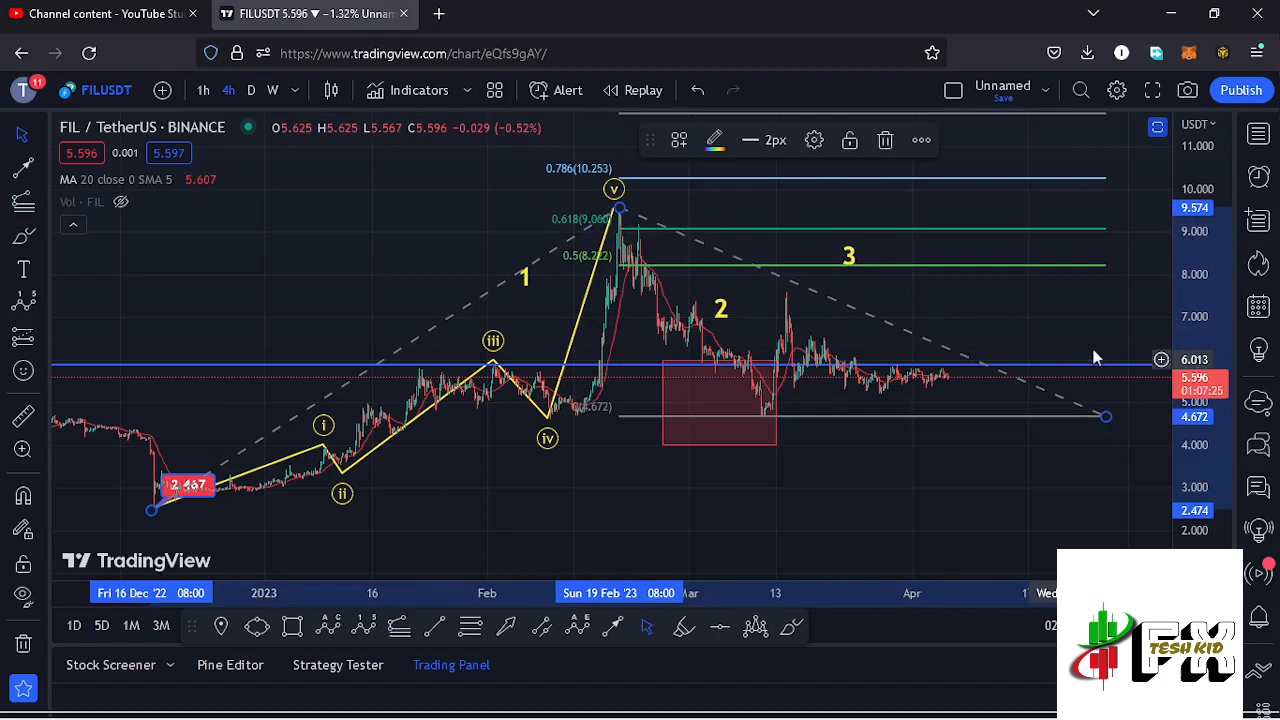 Channel content - YouTube Stu
FILUSDT 5.596 ▼ −1.32% Unnam
https://www.tradingview.com/chart/eQfs9gAY/
T
11
FILUSDT
1h
4h
D
W
Indicators
Alert
Replay
Unnamed
Save
Publish
FIL / TetherUS · BINANCE
O5.625 H5.625 L5.567 C5.596 −0.029 (−0.52%)
5.596
0.001
5.597
MA 20 close 0 SMA 5 5.607
Vol · FIL
2px
USDT
11.000
10.000
9.574
9.000
8.000
7.000
6.013
5.596
01:07:25
5.000
4.672
4.000
3.000
2.474
2.000
0.786(10.253)
0.618(9.060)
0.5(8.222)
v
1
2
3
iii
i
iv
ii
2.467
TradingView
Fri 16 Dec '22 08:00
2023
16
Feb
Sun 19 Feb '23 08:00
13
Apr
1D
5D
1M
3M
Stock Screener
Pine Editor
Strategy Tester
Trading Panel
FX
TESH KID